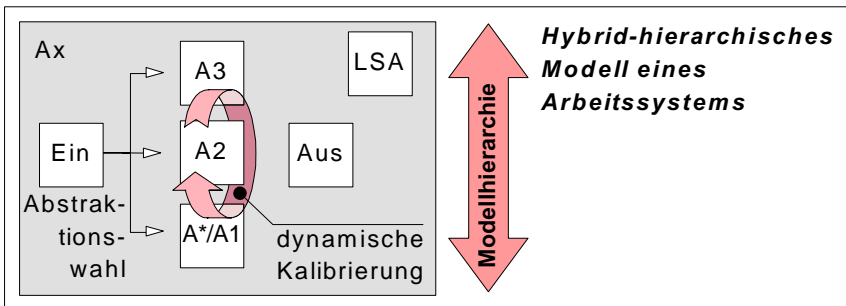 Ax
A3
LSA
Ein
A2
Aus
Abstrak-
tions-
wahl
A*/A1
dynamische
Kalibrierung
Modellhierarchie
Hybrid-hierarchisches
Modell eines
Arbeitssystems